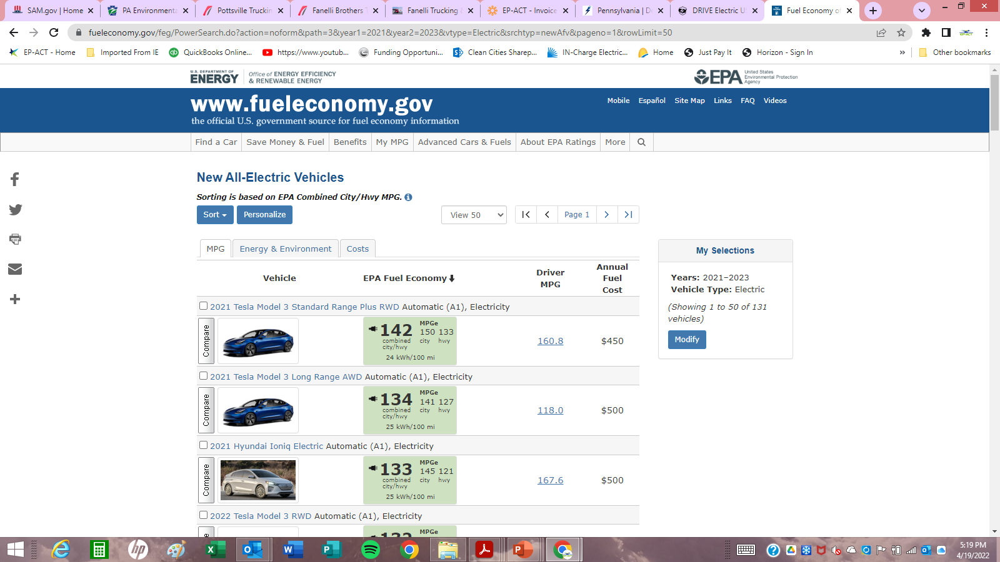 SAM.gov | Home
PA Environmenta
Pottsville Truckin
Fanelli Brothers T
Fanelli Trucking &
EP-ACT - Invoice
Pennsylvania | D
DRIVE Electric U
Fuel Economy o
fueleconomy.gov/feg/PowerSearch.do?action=noform&path=3&year1=2021&year2=2023&vtype=Electric&srchtyp=newAfv&pageno=1&rowLimit=50
EP-ACT - Home
Imported From IE
QuickBooks Online...
https://www.youtub...
Funding Opportuni...
Clean Cities Sharep...
IN-Charge Electric...
Home
Just Pay It
Horizon - Sign In
»
Other bookmarks
U.S. DEPARTMENT OF
ENERGY
Office of ENERGY EFFICIENCY
& RENEWABLE ENERGY
EPA
United States
Environmental Protection
Agency
www.fueleconomy.gov
the official U.S. government source for fuel economy information
Mobile Español Site Map Links FAQ Videos
Find a Car Save Money & Fuel Benefits My MPG Advanced Cars & Fuels About EPA Ratings More
New All-Electric Vehicles
Sorting is based on EPA Combined City/Hwy MPG.
Sort
Personalize
View 50
Page 1
MPG
Energy & Environment
Costs
Vehicle
EPA Fuel Economy
Driver
MPG
Annual
Fuel
Cost
2021 Tesla Model 3 Standard Range Plus RWD Automatic (A1), Electricity
Compare
142
combined
city/hwy
MPGe
150 133
city hwy
24 kWh/100 mi
160.8
$450
2021 Tesla Model 3 Long Range AWD Automatic (A1), Electricity
Compare
134
combined
city/hwy
MPGe
141 127
city hwy
25 kWh/100 mi
118.0
$500
2021 Hyundai Ioniq Electric Automatic (A1), Electricity
Compare
133
combined
city/hwy
MPGe
145 121
city hwy
25 kWh/100 mi
167.6
$500
2022 Tesla Model 3 RWD Automatic (A1), Electricity
132
MPGe
My Selections
Years: 2021–2023
Vehicle Type: Electric
(Showing 1 to 50 of 131
vehicles)
Modify
5:19 PM
4/19/2022